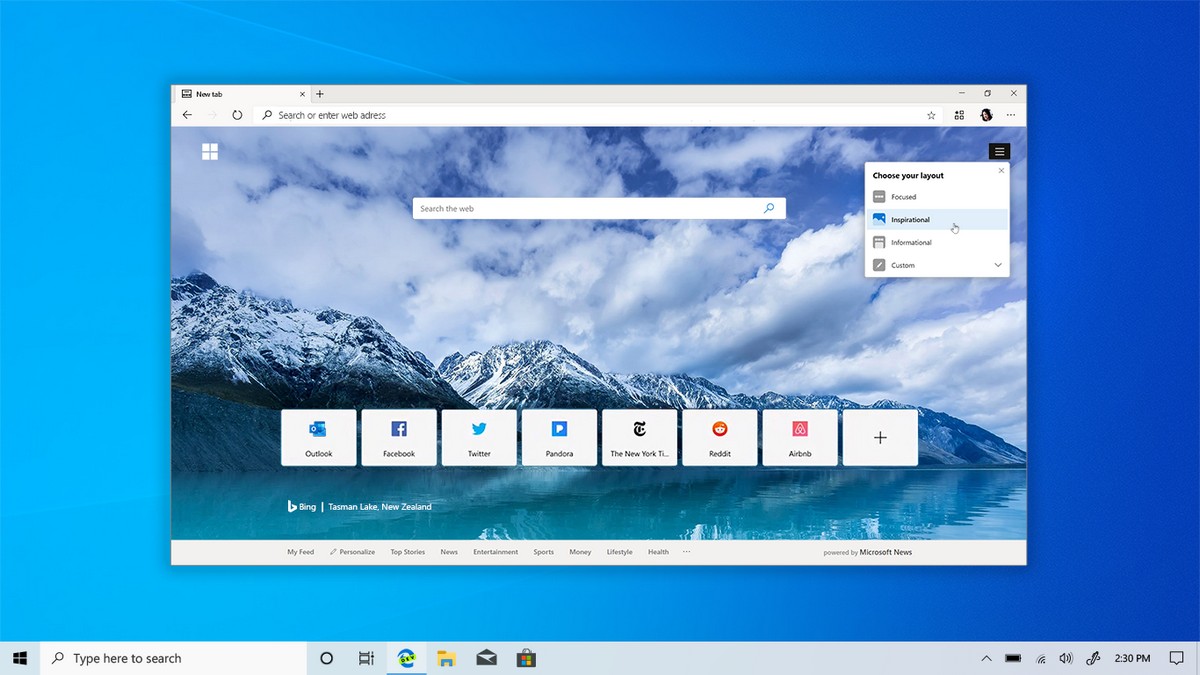 New tab
Search or enter web adress
Choose your layout
Focused
Search the web
Inspirational
Informational
Custom
Outlook
Facebook
Twitter
Pandora
The New York Ti...
Reddit
Airbnb
Bing | Tasman Lake, New Zealand
My Feed Personalize Top Stories News Entertainment Sports Money Lifestyle Health ... powered by Microsoft News
Type here to search
DEV
2:30 PM